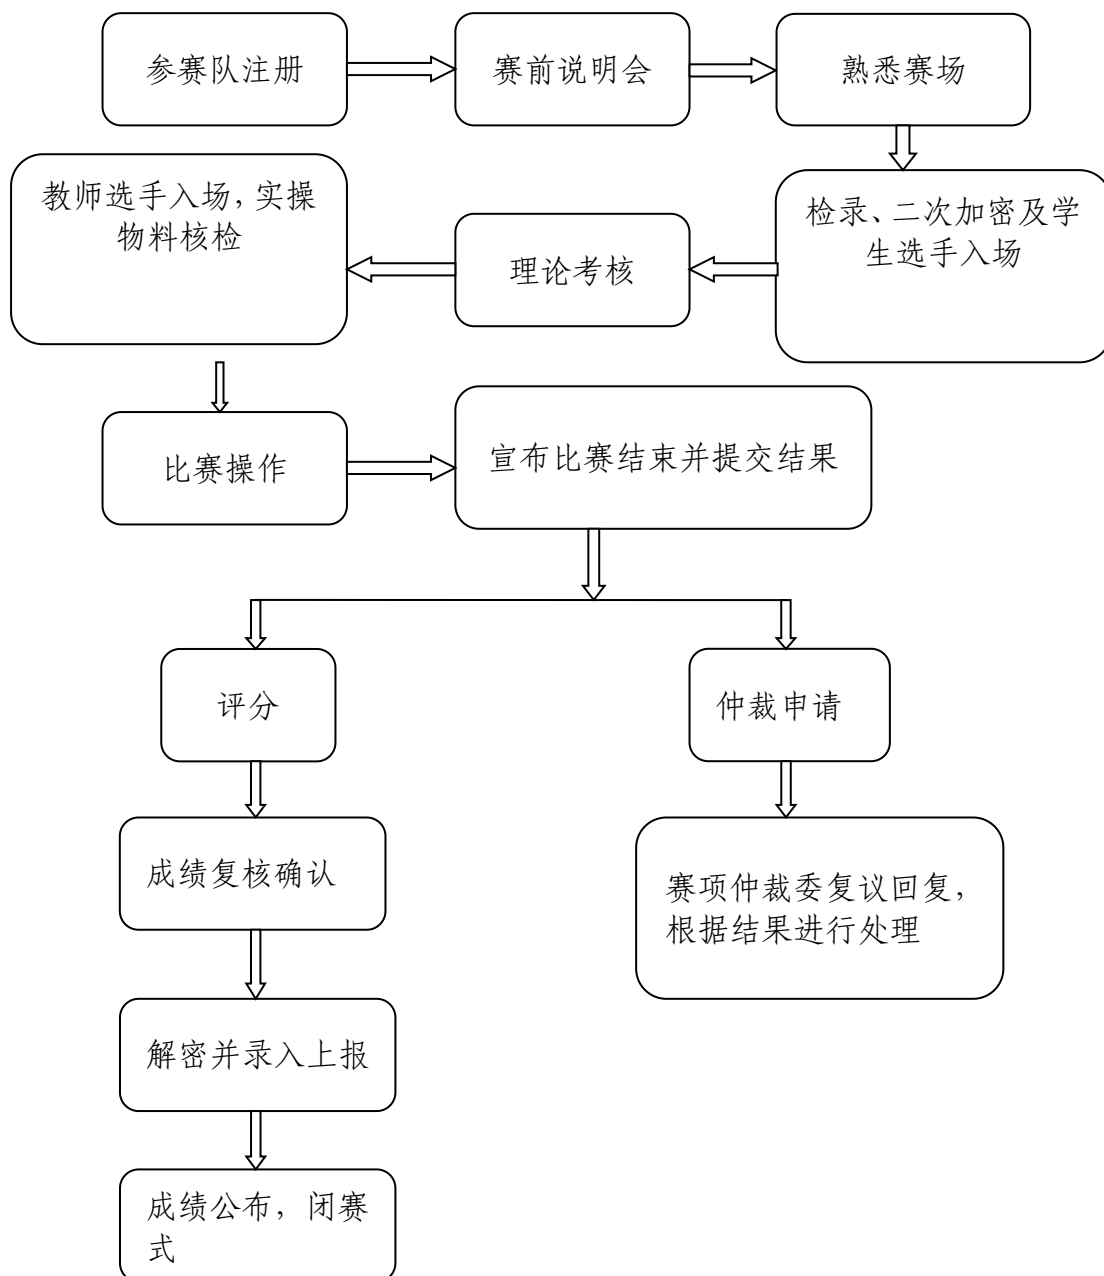 参赛队注册
赛前说明会
熟悉赛场
检录、二次加密及学
生选手入场
理论考核
教师选手入场，实操
物料核检
比赛操作
宣布比赛结束并提交结果
评分
仲裁申请
成绩复核确认
赛项仲裁委复议回复，
根据结果进行处理
解密并录入上报
成绩公布，闭赛
式